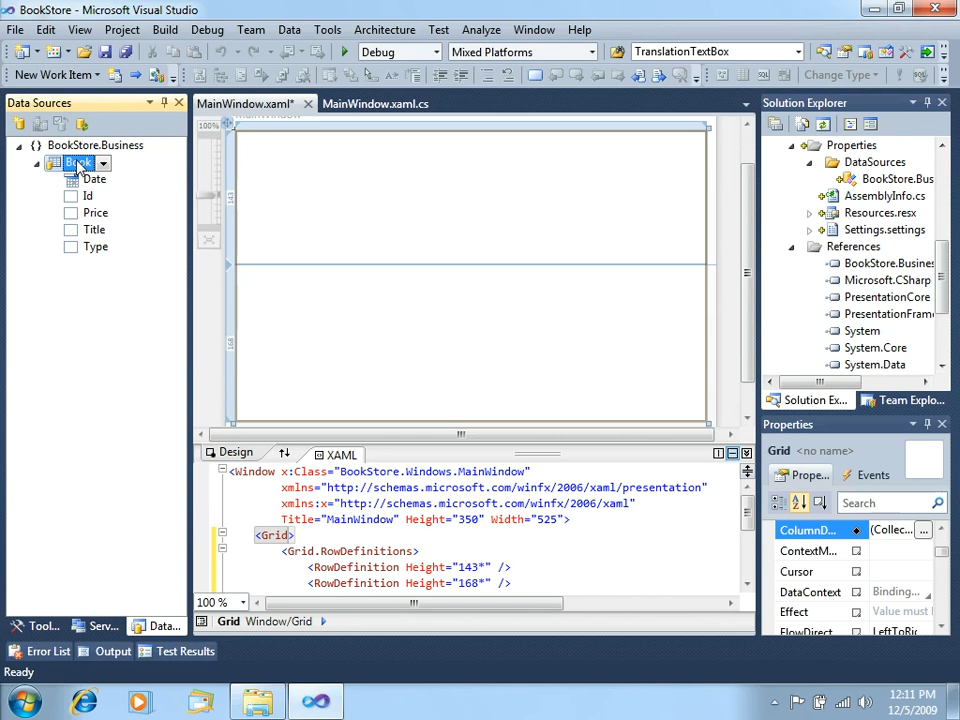 BookStore - Microsoft Visual Studio
File Edit View Project Build Debug Team Data Tools Architecture Test Analyze Window Help
Debug Mixed Platforms TranslationTextBox
New Work Item Change Type
Data Sources
BookStore.Business
Book
Date
Id
Price
Title
Type
Tool... Serv... Data...
MainWindow.xaml* MainWindow.xaml.cs
100%
143
168
Design XAML
<Window x:Class="BookStore.Windows.MainWindow"
xmlns="http://schemas.microsoft.com/winfx/2006/xaml/presentation"
xmlns:x="http://schemas.microsoft.com/winfx/2006/xaml"
Title="MainWindow" Height="350" Width="525">
<Grid>
<Grid.RowDefinitions>
<RowDefinition Height="143*" />
<RowDefinition Height="168*" />
100 %
Grid Window/Grid
Solution Explorer
Properties
DataSources
BookStore.Bus
AssemblyInfo.cs
Resources.resx
Settings.settings
References
BookStore.Busines
Microsoft.CSharp
PresentationCore
PresentationFram
System
System.Core
System.Data
Solution Ex... Team Explo...
Properties
Grid <no name>
Prope... Events
Search
ColumnD... (Collec... ...
ContextM...
Cursor
DataContext Binding...
Effect Value must
FlowDirect LeftToRig
Error List Output Test Results
Ready
12:11 PM
12/5/2009